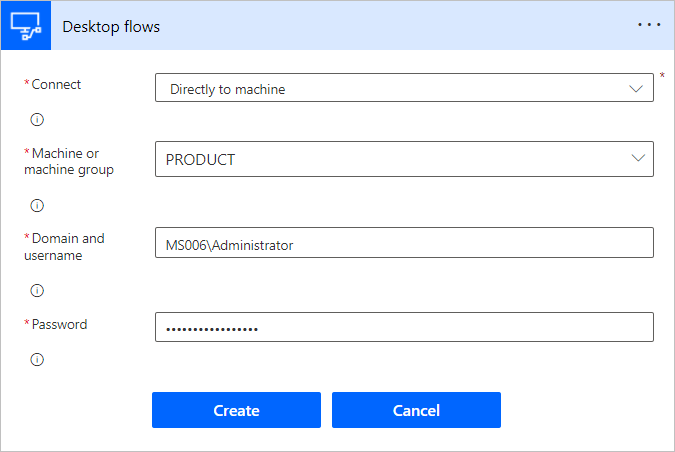 Desktop flows
*Connect
Directly to machine
*
*Machine or
machine group
PRODUCT
*Domain and
username
MS006\Administrator
*Password
•••••••••••••••••
Create
Cancel